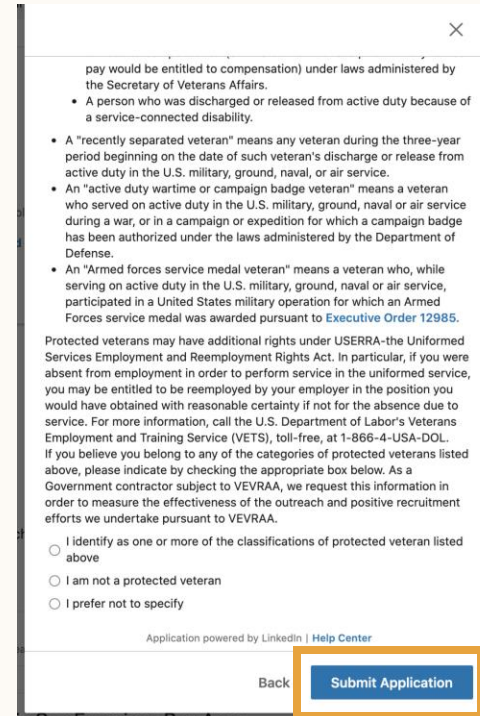 pay would be entitled to compensation) under laws administered by
the Secretary of Veterans Affairs.
• A person who was discharged or released from active duty because of
a service-connected disability.
• A "recently separated veteran" means any veteran during the three-year
period beginning on the date of such veteran's discharge or release from
active duty in the U.S. military, ground, naval, or air service.
• An "active duty wartime or campaign badge veteran" means a veteran
who served on active duty in the U.S. military, ground, naval or air service
during a war, or in a campaign or expedition for which a campaign badge
has been authorized under the laws administered by the Department of
Defense.
• An "Armed forces service medal veteran" means a veteran who, while
serving on active duty in the U.S. military, ground, naval or air service,
participated in a United States military operation for which an Armed
Forces service medal was awarded pursuant to Executive Order 12985.
Protected veterans may have additional rights under USERRA-the Uniformed
Services Employment and Reemployment Rights Act. In particular, if you were
absent from employment in order to perform service in the uniformed service,
you may be entitled to be reemployed by your employer in the position you
would have obtained with reasonable certainty if not for the absence due to
service. For more information, call the U.S. Department of Labor's Veterans
Employment and Training Service (VETS), toll-free, at 1-866-4-USA-DOL.
If you believe you belong to any of the categories of protected veterans listed
above, please indicate by checking the appropriate box below. As a
Government contractor subject to VEVRAA, we request this information in
order to measure the effectiveness of the outreach and positive recruitment
efforts we undertake pursuant to VEVRAA.
I identify as one or more of the classifications of protected veteran listed
above
I am not a protected veteran
I prefer not to specify
Application powered by LinkedIn | Help Center
Back Submit Application